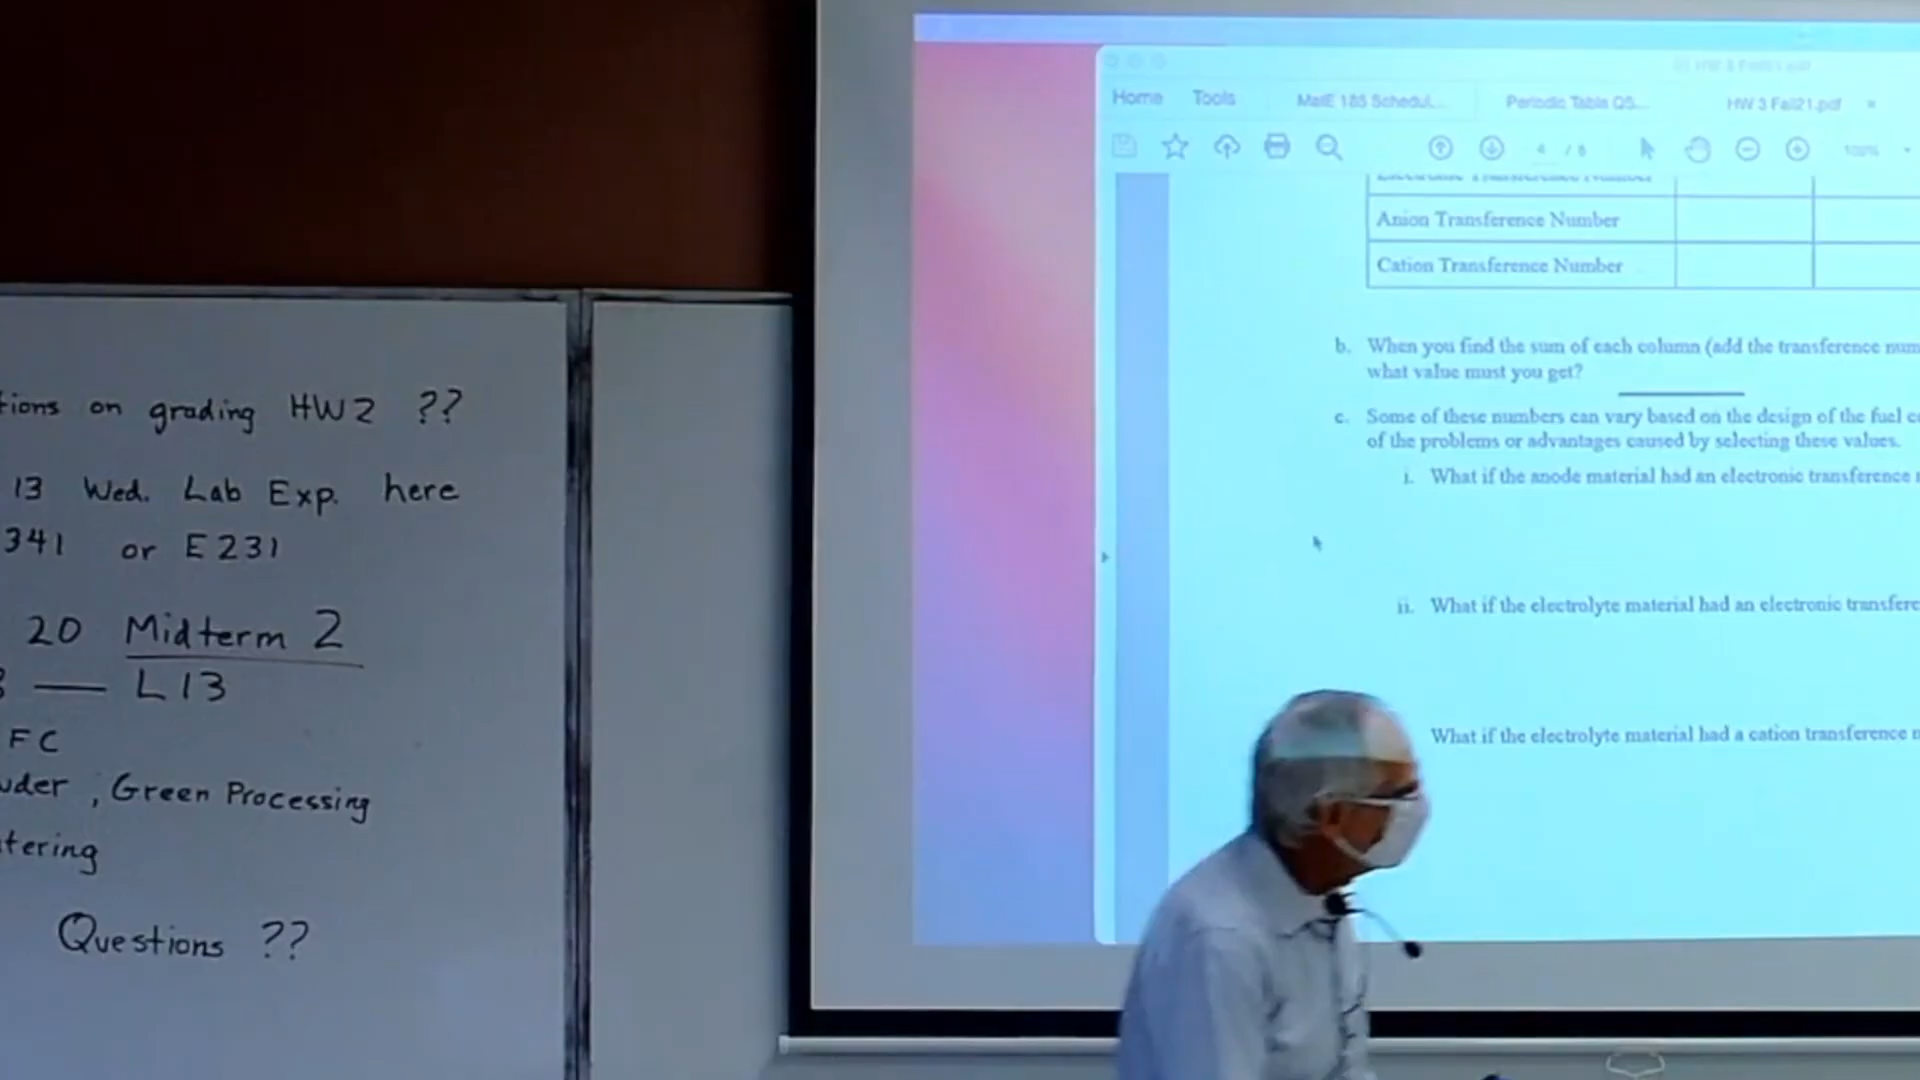 tions on grading HW2 ??
13 Wed. Lab Exp. here
341 or E231
20 Midterm 2
— L13
FC
, Green Processing
Questions ??
Home Tools MatE 185 Schedul... Periodic Table QS... HW 3 Fall21.pdf ×
4 / 6 100%
Anion Transference Number
Cation Transference Number
b. When you find the sum of each column (add the transference num
what value must you get?
c. Some of these numbers can vary based on the design of the fuel c
of the problems or advantages caused by selecting these values.
i. What if the anode material had an electronic transference
ii. What if the electrolyte material had an electronic transfere
What if the electrolyte material had a cation transference